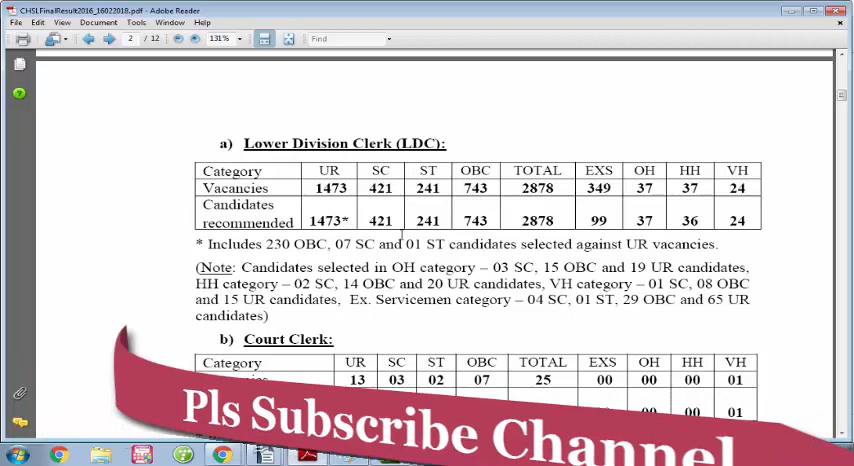 CHSLFinalResult2016_16022018.pdf - Adobe Reader
File Edit View Document Tools Window Help
2 / 12 131% Find
a) Lower Division Clerk (LDC):
Category UR SC ST OBC TOTAL EXS OH HH VH
Vacancies 1473 421 241 743 2878 349 37 37 24
Candidates
recommended 1473* 421 241 743 2878 99 37 36 24
* Includes 230 OBC, 07 SC and 01 ST candidates selected against UR vacancies.
(Note: Candidates selected in OH category – 03 SC, 15 OBC and 19 UR candidates,
HH category – 02 SC, 14 OBC and 20 UR candidates, VH category – 01 SC, 08 OBC
and 15 UR candidates, Ex. Servicemen category – 04 SC, 01 ST, 29 OBC and 65 UR
candidates)
b) Court Clerk:
Category UR SC ST OBC TOTAL EXS OH HH VH
13 03 02 07 25 00 00 00 01
00 00 01
Pls Subscribe Channel